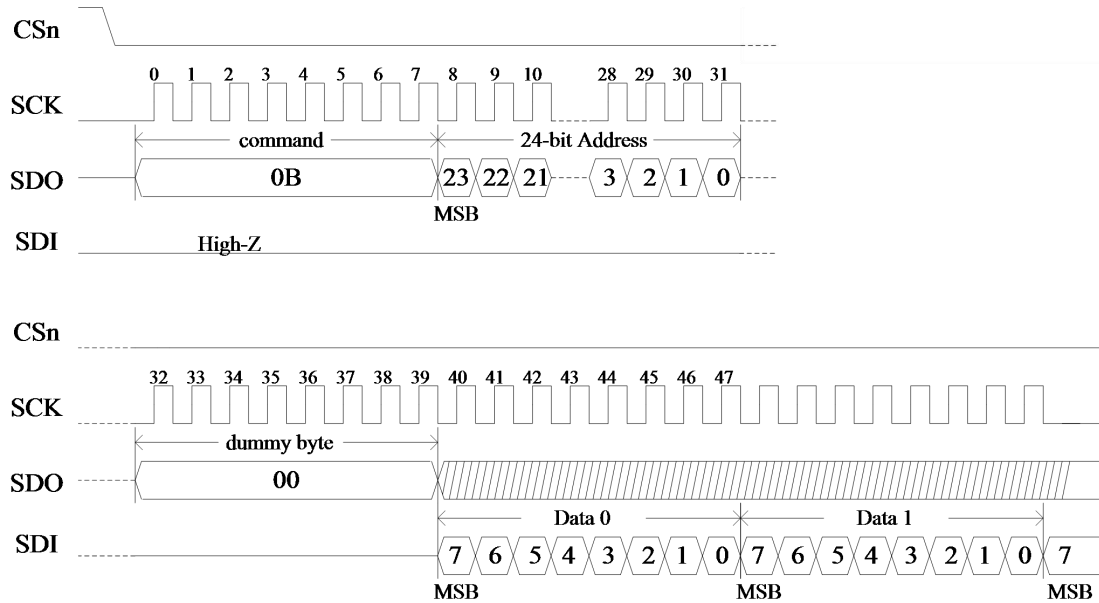 CSn
0 1 2 3 4 5 6 7 8 9 10 28 29 30 31
SCK
command 24-bit Address
SDO 0B 23 22 21 3 2 1 0
MSB
SDI High-Z
CSn
32 33 34 35 36 37 38 39 40 41 42 43 44 45 46 47
SCK
dummy byte
SDO 00
Data 0 Data 1
SDI 7 6 5 4 3 2 1 0 7 6 5 4 3 2 1 0 7
MSB MSB MSB